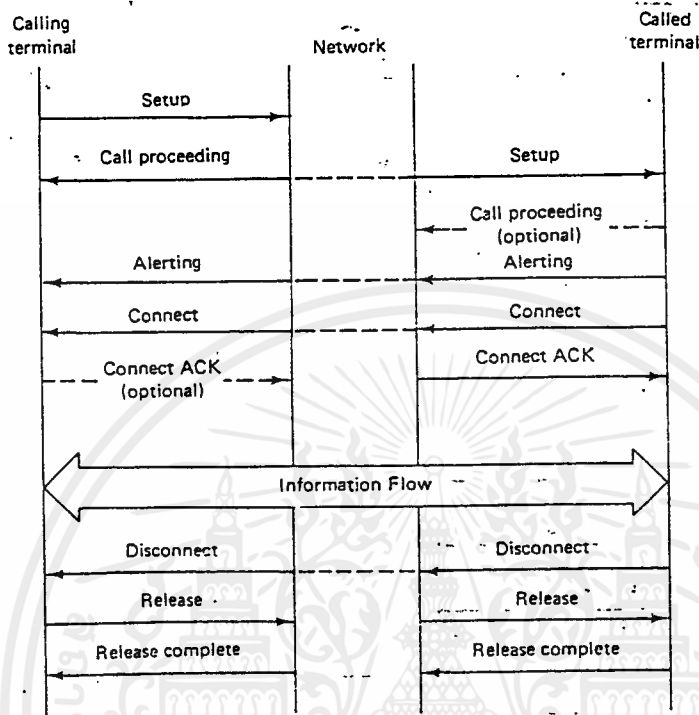 Calling
terminal
Network
Called
terminal
Setup
Call proceeding
Setup
Call proceeding
(optional)
Alerting
Alerting
Connect
Connect
Connect ACK
(optional)
Connect ACK
Information Flow
Disconnect
Disconnect
Release
Release
Release complete
Release complete